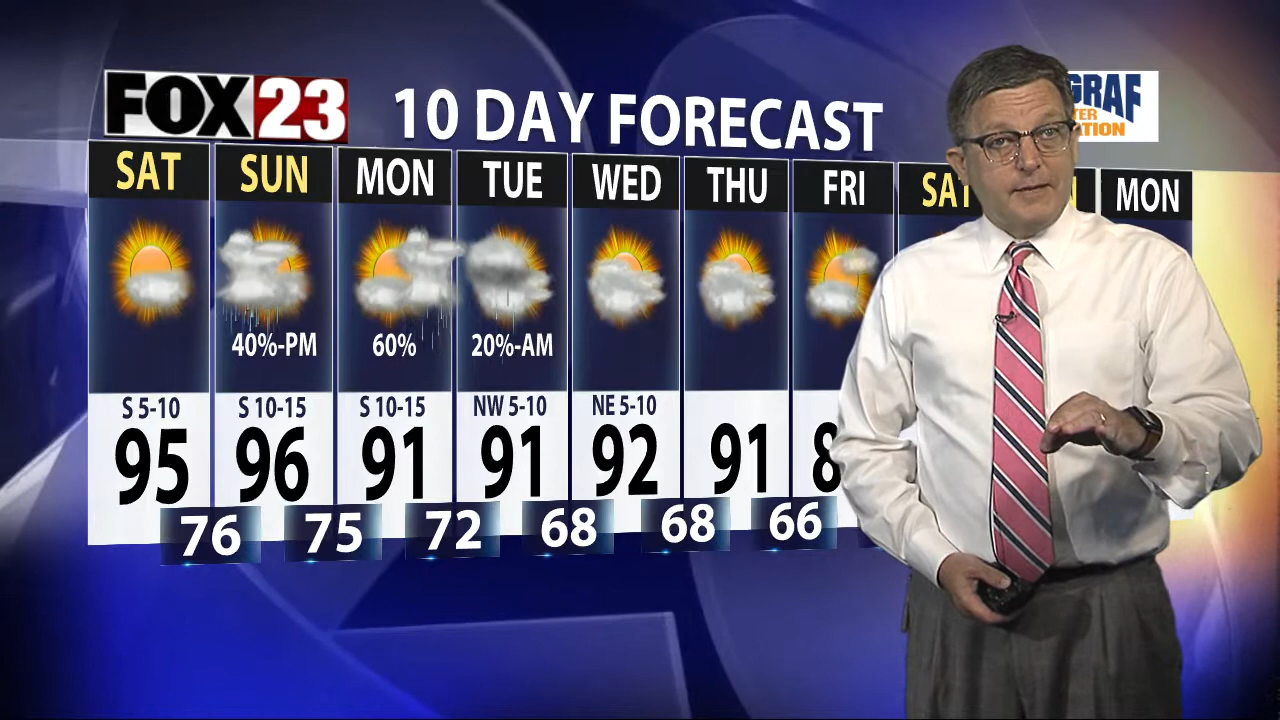 FOX23
10 DAY FORECAST
GRAF
SAT SUN MON TUE WED THU FRI SAT MON
40%-PM 60% 20%-AM
S 5-10 S 10-15 S 10-15 NW 5-10 NE 5-10
95 96 91 91 92 91 8
76 75 72 68 68 66